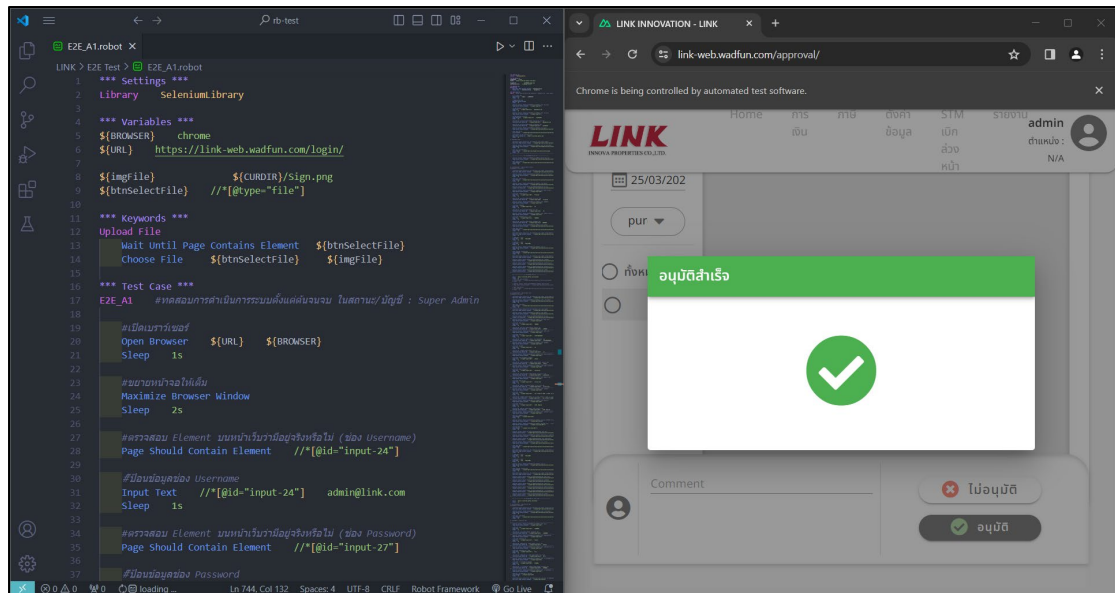 rb-test
E2E_A1.robot
LINK > E2E Test > E2E_A1.robot
1 *** Settings ***
2 Library    SeleniumLibrary
3
4 *** Variables ***
5 ${BROWSER}    chrome
6 ${URL}    https://link-web.wadfun.com/login/
7
8 ${imgFile}    ${CURDIR}/Sign.png
9 ${btnSelectFile}    //*[@type="file"]
10
11 *** Keywords ***
12 Upload File
13 Wait Until Page Contains Element    ${btnSelectFile}
14 Choose File    ${btnSelectFile}    ${imgFile}
15
16 *** Test Case ***
17 E2E_A1    #ทดสอบการดำเนินการระบบตั้งแต่ต้นจนจบ ในสถานะ/บัญชี : Super Admin
18
19 #เปิดเบราว์เซอร์
20 Open Browser    ${URL}    ${BROWSER}
21 Sleep    1s
22
23 #ขยายหน้าจอให้เต็ม
24 Maximize Browser Window
25 Sleep    2s
26
27 #ตรวจสอบ Element บนหน้าเว็บว่ามีอยู่จริงหรือไม่ (ช่อง Username)
28 Page Should Contain Element    //*[@id="input-24"]
29
30 #ป้อนข้อมูลช่อง Username
31 Input Text    //*[@id="input-24"]    admin@link.com
32 Sleep    1s
33
34 #ตรวจสอบ Element บนหน้าเว็บว่ามีอยู่จริงหรือไม่ (ช่อง Password)
35 Page Should Contain Element    //*[@id="input-27"]
36
37 #ป้อนข้อมูลช่อง Password
0 0 0 loading ... Ln 744, Col 132 Spaces: 4 UTF-8 CRLF Robot Framework Go Live
LINK INNOVATION - LINK
link-web.wadfun.com/approval/
Chrome is being controlled by automated test software.
LINK
INNOVA PROPERTIES CO.,LTD.
Home การเงิน ภาษี ตั้งค่าข้อมูล STM เบิกล่วงหน้า รายงาน
admin
ตำแหน่ง :
N/A
25/03/202
pur
อนุมัติสำเร็จ
Comment
ไม่อนุมัติ
อนุมัติ